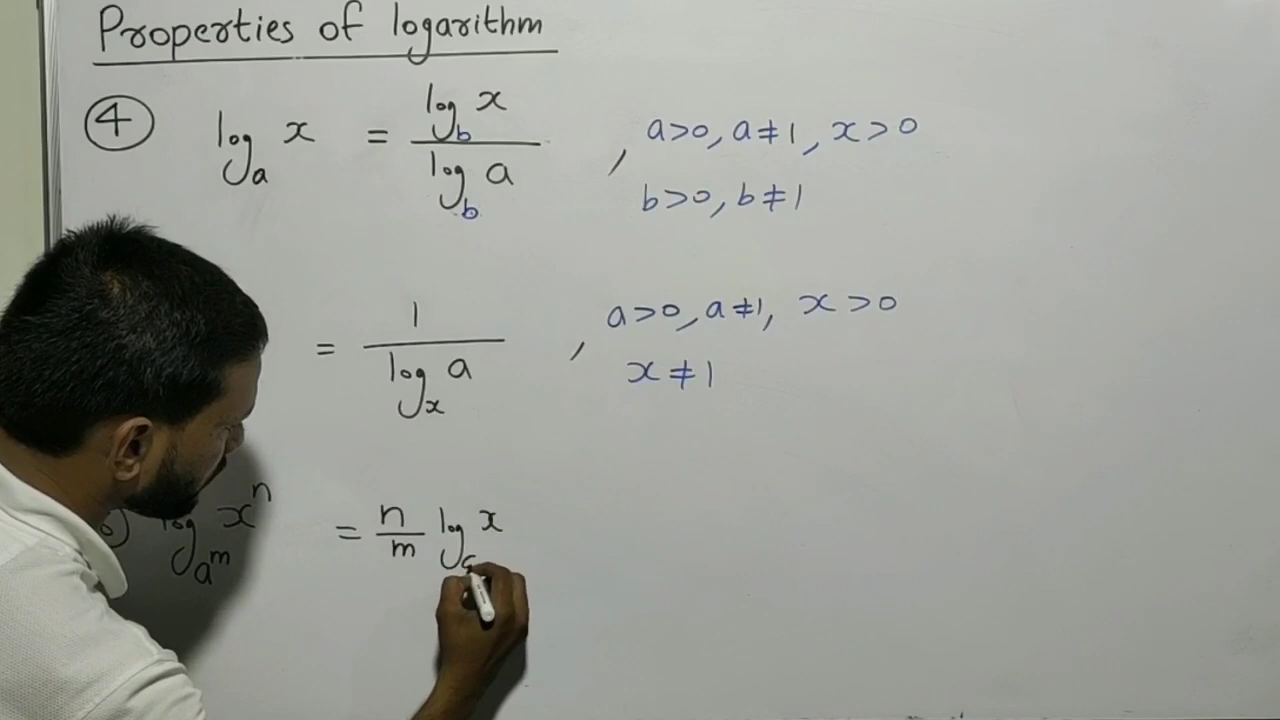 Properties of logarithm
④ log_a x = log_b x / log_b a , a>0, a≠1, x>0
b>0, b≠1
= 1 / log_x a , a>0, a≠1, x>0
x≠1
) log_{a^m} x^n = n/m log_a x